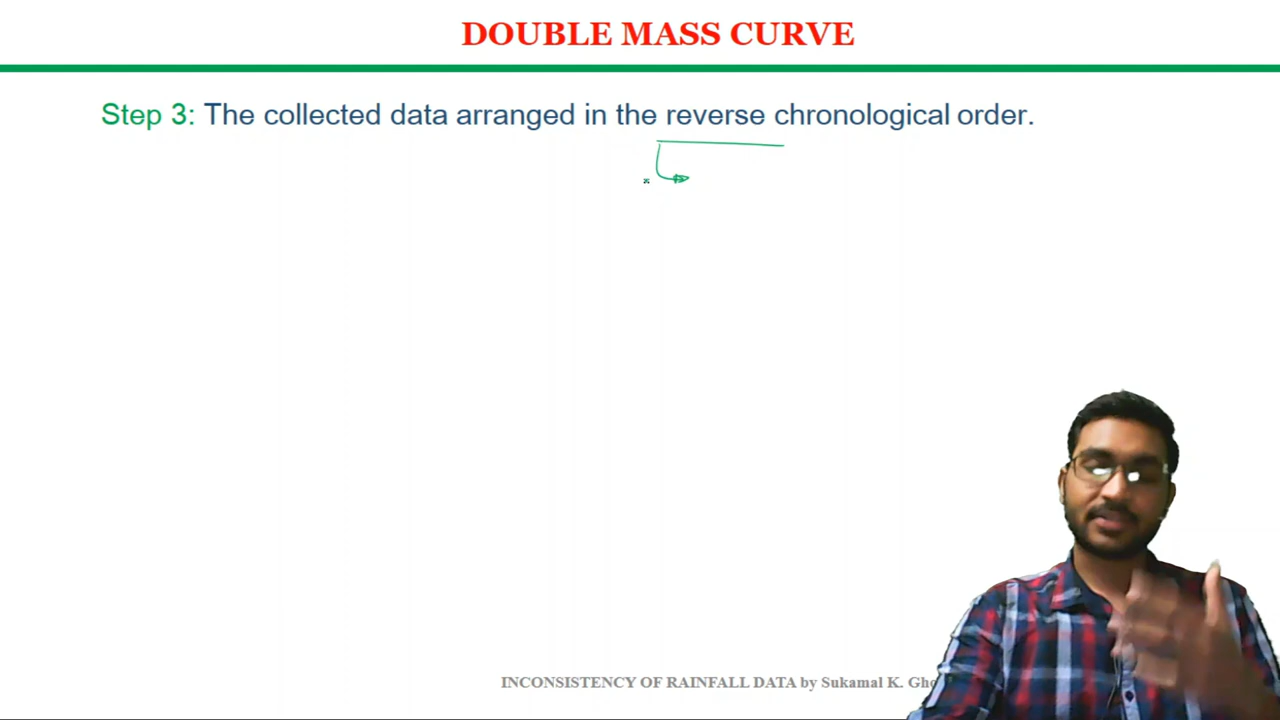 DOUBLE MASS CURVE
Step 3: The collected data arranged in the reverse chronological order.
INCONSISTENCY OF RAINFALL DATA by Sukamal K.